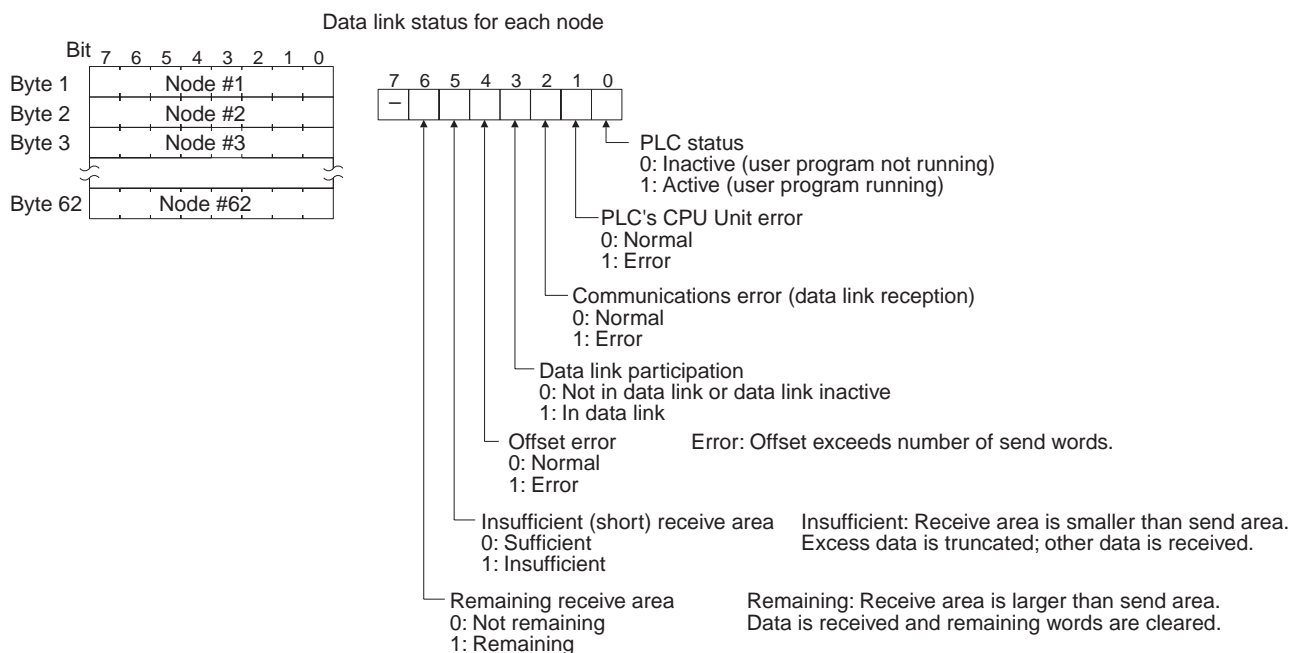 Data link status for each node
Bit 7 6 5 4 3 2 1 0
Byte 1 Node #1
Byte 2 Node #2
Byte 3 Node #3
Byte 62 Node #62
7 6 5 4 3 2 1 0
–
PLC status
0: Inactive (user program not running)
1: Active (user program running)
PLC's CPU Unit error
0: Normal
1: Error
Communications error (data link reception)
0: Normal
1: Error
Data link participation
0: Not in data link or data link inactive
1: In data link
Offset error Error: Offset exceeds number of send words.
0: Normal
1: Error
Insufficient (short) receive area Insufficient: Receive area is smaller than send area.
0: Sufficient Excess data is truncated; other data is received.
1: Insufficient
Remaining receive area Remaining: Receive area is larger than send area.
0: Not remaining Data is received and remaining words are cleared.
1: Remaining